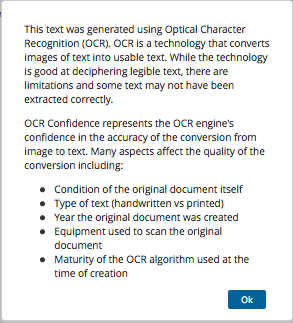 This text was generated using Optical Character
Recognition (OCR). OCR is a technology that converts
images of text into usable text. While the technology
is good at deciphering legible text, there are
limitations and some text may not have been
extracted correctly.
OCR Confidence represents the OCR engine's
confidence in the accuracy of the conversion from
image to text. Many aspects affect the quality of the
conversion including:
• Condition of the original document itself
• Type of text (handwritten vs printed)
• Year the original document was created
• Equipment used to scan the original
document
• Maturity of the OCR algorithm used at the
time of creation
Ok